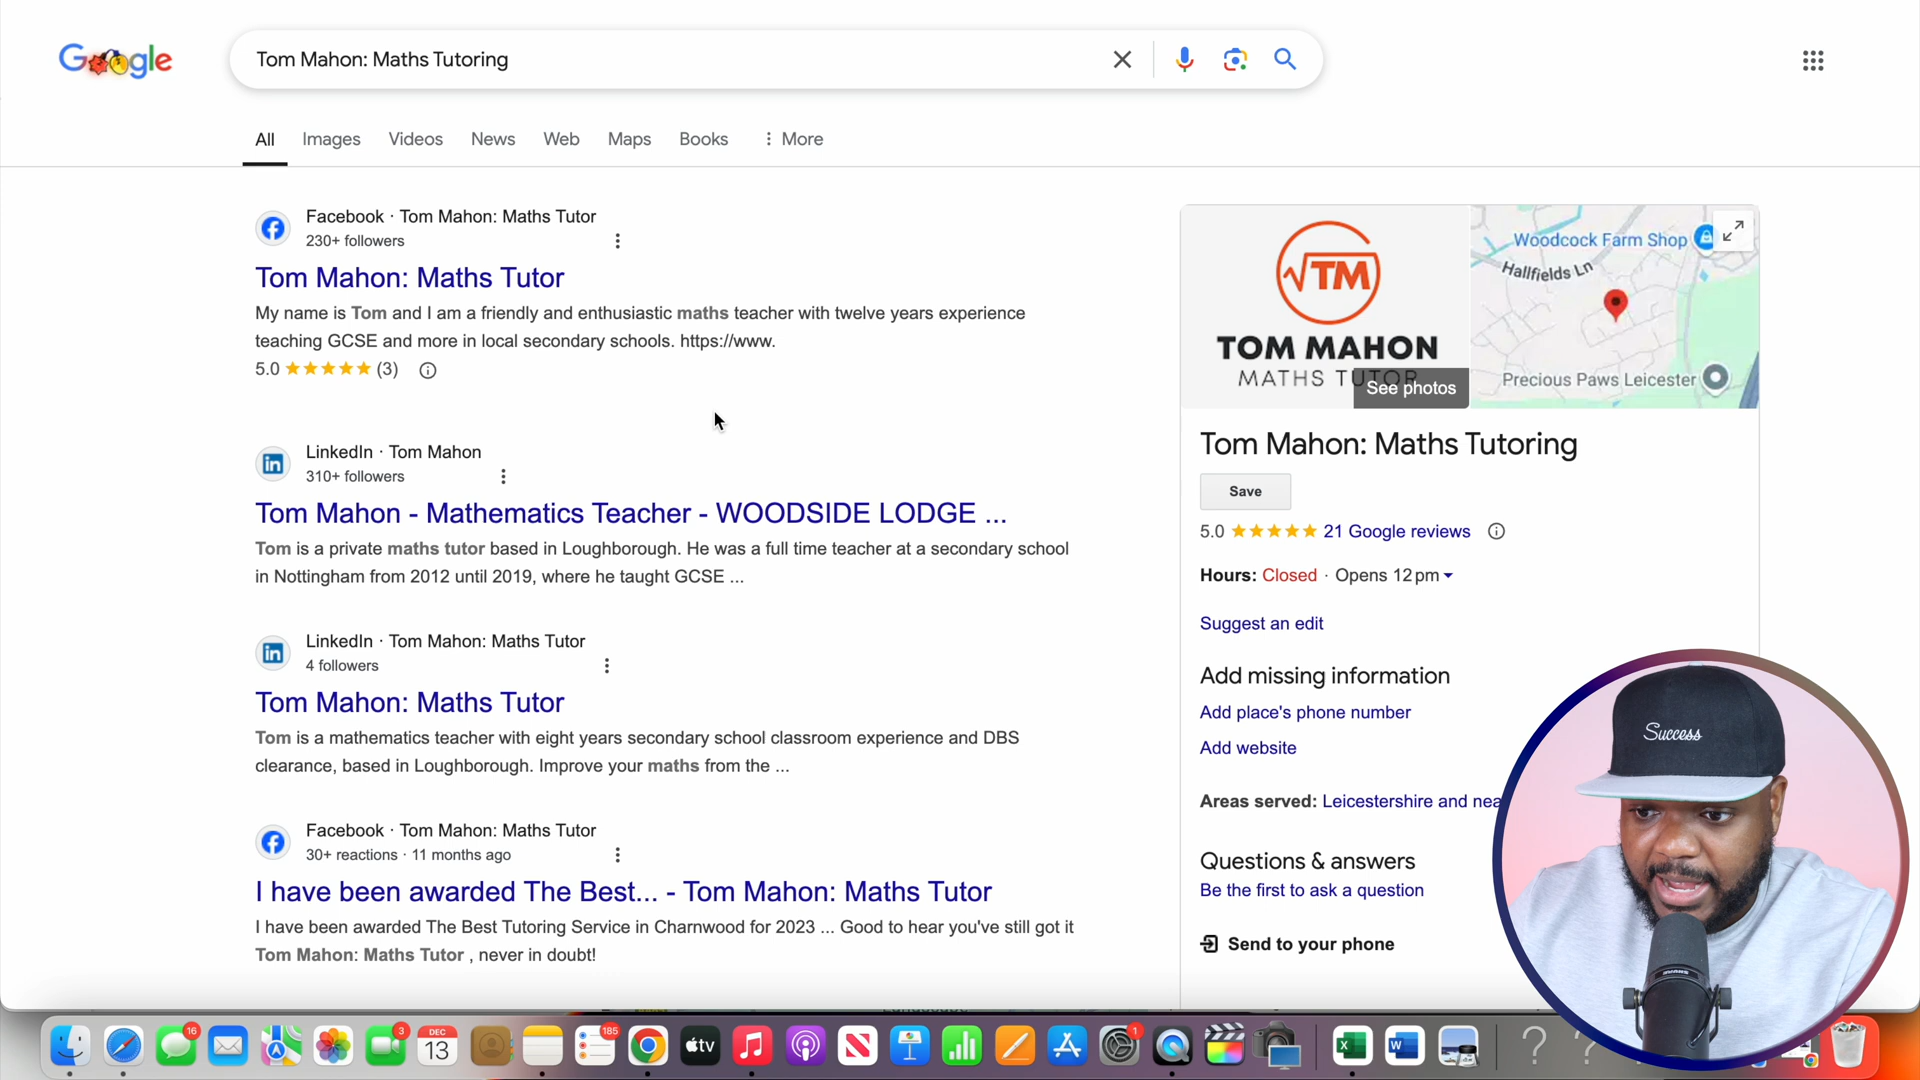 Google
Tom Mahon: Maths Tutoring
All
Images
Videos
News
Web
Maps
Books
More
Facebook · Tom Mahon: Maths Tutor
230+ followers
Tom Mahon: Maths Tutor
My name is Tom and I am a friendly and enthusiastic maths teacher with twelve years experience
teaching GCSE and more in local secondary schools. https://www.
5.0 (3)
LinkedIn · Tom Mahon
310+ followers
Tom Mahon - Mathematics Teacher - WOODSIDE LODGE ...
Tom is a private maths tutor based in Loughborough. He was a full time teacher at a secondary school
in Nottingham from 2012 until 2019, where he taught GCSE ...
LinkedIn · Tom Mahon: Maths Tutor
4 followers
Tom Mahon: Maths Tutor
Tom is a mathematics teacher with eight years secondary school classroom experience and DBS
clearance, based in Loughborough. Improve your maths from the ...
Facebook · Tom Mahon: Maths Tutor
30+ reactions · 11 months ago
I have been awarded The Best... - Tom Mahon: Maths Tutor
I have been awarded The Best Tutoring Service in Charnwood for 2023 ... Good to hear you've still got it
Tom Mahon: Maths Tutor , never in doubt!
√TM
TOM MAHON
MATHS TUTOR
See photos
Woodcock Farm Shop
Hallfields Ln
Precious Paws Leicester
Tom Mahon: Maths Tutoring
Save
5.0 21 Google reviews
Hours: Closed · Opens 12 pm
Suggest an edit
Add missing information
Add place's phone number
Add website
Areas served: Leicestershire and nea
Questions & answers
Be the first to ask a question
Send to your phone
Success
SHURE
16
3
DEC
13
185
tv
1
X
W